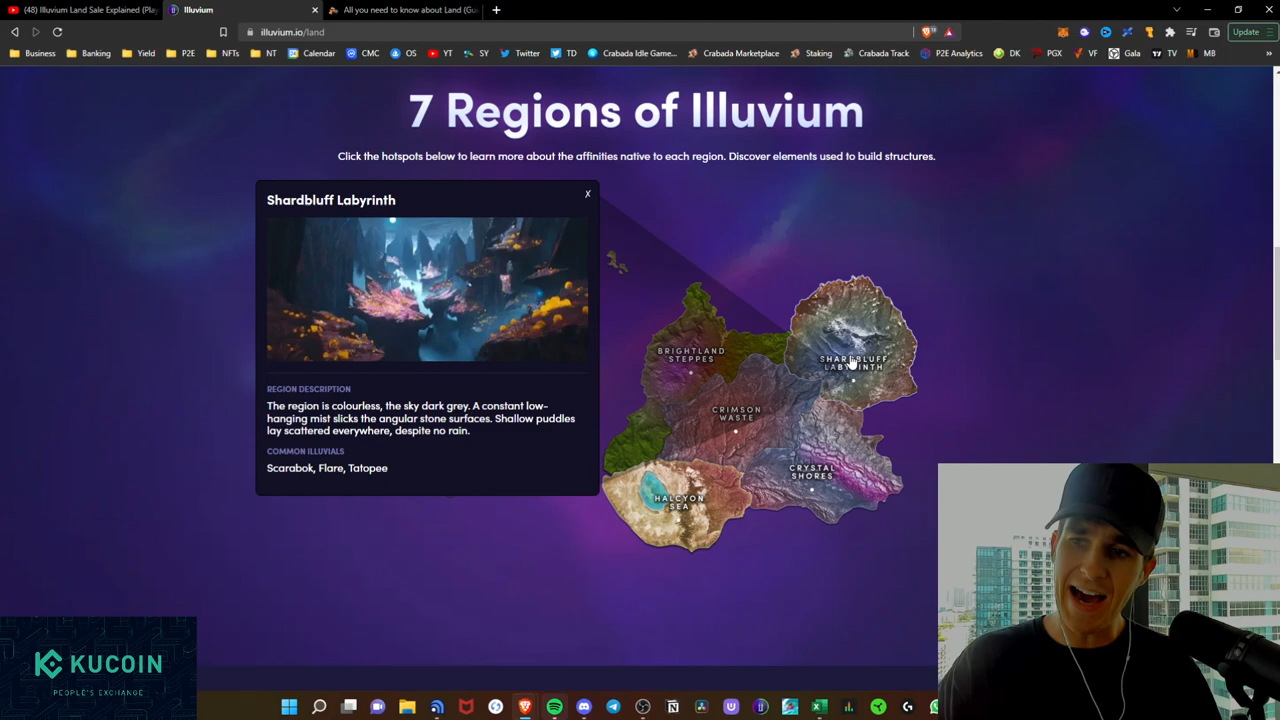 (48) Illuvium Land Sale Explained (Play
Illuvium
All you need to know about Land (Gu
illuvium.io/land
Update
Business
Banking
Yield
P2E
NFTs
NT
Calendar
CMC
OS
YT
SY
Twitter
TD
Crabada Idle Game...
Crabada Marketplace
Staking
Crabada Track
P2E Analytics
DK
PGX
VF
Gala
TV
MB
7 Regions of Illuvium
Click the hotspots below to learn more about the affinities native to each region. Discover elements used to build structures.
Shardbluff Labyrinth
X
REGION DESCRIPTION
The region is colourless, the sky dark grey. A constant low-
hanging mist slicks the angular stone surfaces. Shallow puddles
lay scattered everywhere, despite no rain.
COMMON ILLUVIALS
Scarabok, Flare, Tatopee
BRIGHTLAND
STEPPES
SHARDBLUFF
LABYRINTH
CRIMSON
WASTE
CRYSTAL
SHORES
HALCYON
SEA
KUCOIN
PEOPLE'S EXCHANGE